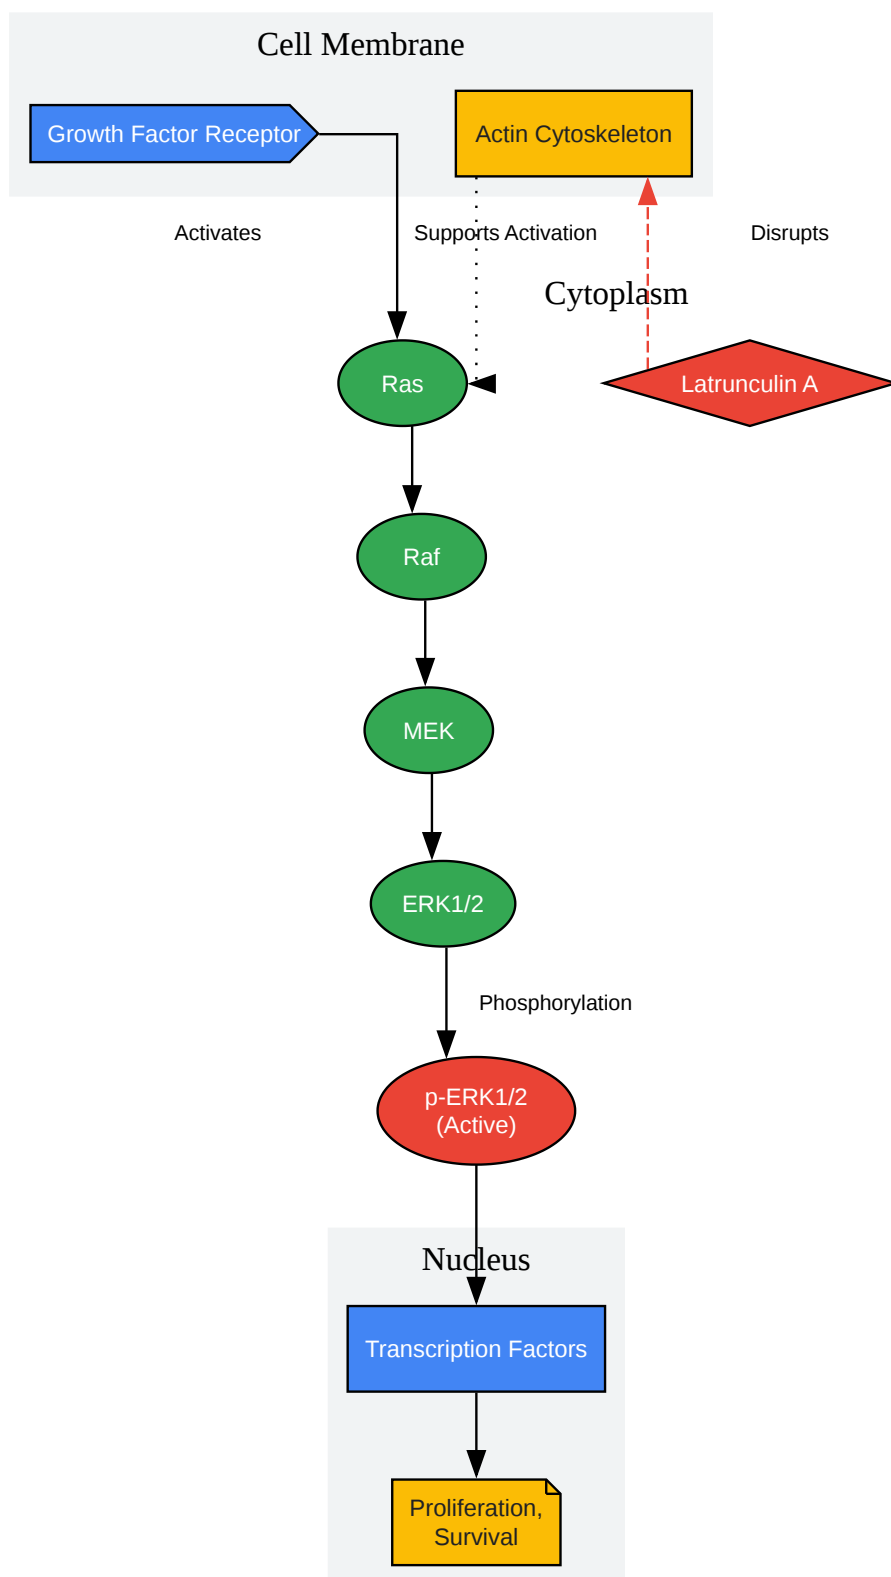 Cell Membrane
Growth Factor Receptor
Actin Cytoskeleton
Activates
Supports Activation
Disrupts
Cytoplasm
Ras
Latrunculin A
Raf
MEK
ERK1/2
Phosphorylation
p-ERK1/2
(Active)
Nucleus
Transcription Factors
Proliferation,
Survival